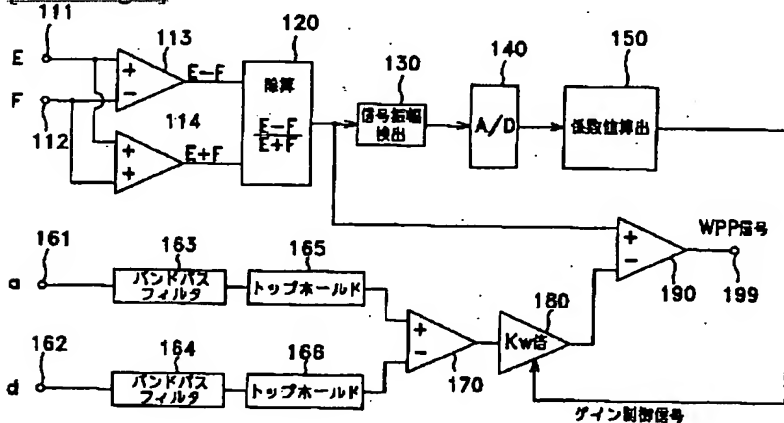 111
113
120
E
E-F
除算
130
140
150
信号振幅
検出
A/D
係数値算出
E-F
E+F
F
112
114
E+F
161
163
165
WPP信号
a
バンドパス
フィルタ
トップホールド
190
199
180
162
164
166
170
Kw倍
d
バンドパス
フィルタ
トップホールド
ゲイン制御信号
+
-
+
+
+
-
+
-